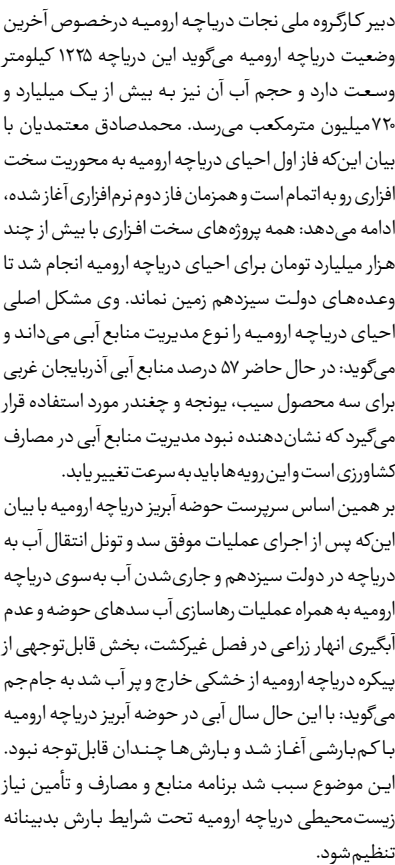 دبیر کارگروه ملی نجات دریاچه ارومیه درخصوص آخرین
وضعیت دریاچه ارومیه می‌گوید این دریاچه ۱۲۲۵ کیلومتر
وسعت دارد و حجم آب آن نیز به بیش از یک میلیارد و
۷۲۰میلیون مترمکعب می‌رسد. محمدصادق معتمدیان با
بیان این‌که فاز اول احیای دریاچه ارومیه به محوریت سخت
افزاری رو به اتمام است و همزمان فاز دوم نرم‌افزاری آغاز شده،
ادامه می‌دهد: همه پروژه‌های سخت افزاری با بیش از چند
هزار میلیارد تومان برای احیای دریاچه ارومیه انجام شد تا
وعده‌های دولت سیزدهم زمین نماند. وی مشکل اصلی
احیای دریاچه ارومیه را نوع مدیریت منابع آبی می‌داند و
می‌گوید: در حال حاضر ۵۷ درصد منابع آبی آذربایجان غربی
برای سه محصول سیب، یونجه و چغندر مورد استفاده قرار
می‌گیرد که نشان‌دهنده نبود مدیریت منابع آبی در مصارف
کشاورزی است و این رویه‌ها باید به سرعت تغییر یابد.
بر همین اساس سرپرست حوضه آبریز دریاچه ارومیه با بیان
این‌که پس از اجرای عملیات موفق سد و تونل انتقال آب به
دریاچه در دولت سیزدهم و جاری‌شدن آب به‌سوی دریاچه
ارومیه به همراه عملیات رهاسازی آب سدهای حوضه و عدم
آبگیری انهار زراعی در فصل غیرکشت، بخش قابل‌توجهی از
پیکره دریاچه ارومیه از خشکی خارج و پر آب شد به جام‌جم
می‌گوید: با این حال سال آبی در حوضه آبریز دریاچه ارومیه
با کم‌بارشی آغاز شد و بارش‌ها چندان قابل‌توجه نبود.
این موضوع سبب شد برنامه منابع و مصارف و تأمین نیاز
زیست‌محیطی دریاچه ارومیه تحت شرایط بارش بدبینانه
تنظیم‌شود.